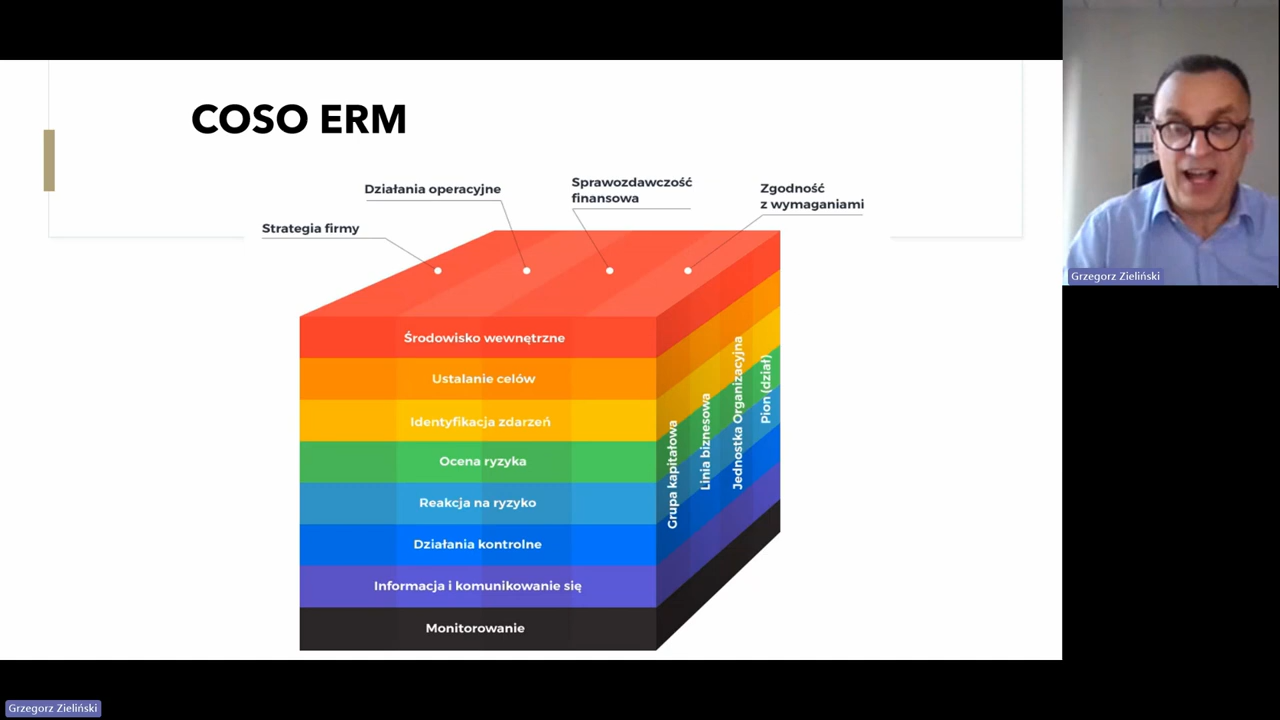 COSO ERM
Działania operacyjne
Sprawozdawczość
finansowa
Zgodność
z wymaganiami
Strategia firmy
Środowisko wewnętrzne
Ustalanie celów
Identyfikacja zdarzeń
Ocena ryzyka
Reakcja na ryzyko
Działania kontrolne
Informacja i komunikowanie się
Monitorowanie
Grupa kapitałowa
Linia biznesowa
Jednostka Organizacyjna
Pion (dział)
Grzegorz Zieliński
Grzegorz Zieliński